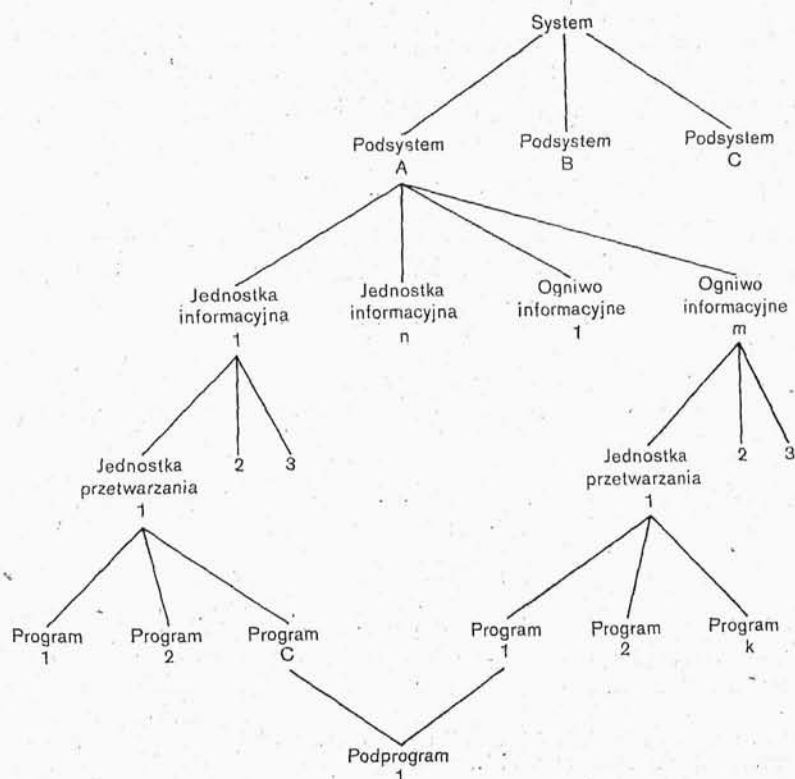 System
Podsystem
A
Podsystem
B
Podsystem
C
Jednostka
informacyjna
1
Jednostka
informacyjna
n
Ogniwo
informacyjne
1
Ogniwo
informacyjne
m
Jednostka
przetwarzania
1
2
3
Jednostka
przetwarzania
1
2
3
Program
1
Program
2
Program
C
Program
1
Program
2
Program
k
Podprogram
1